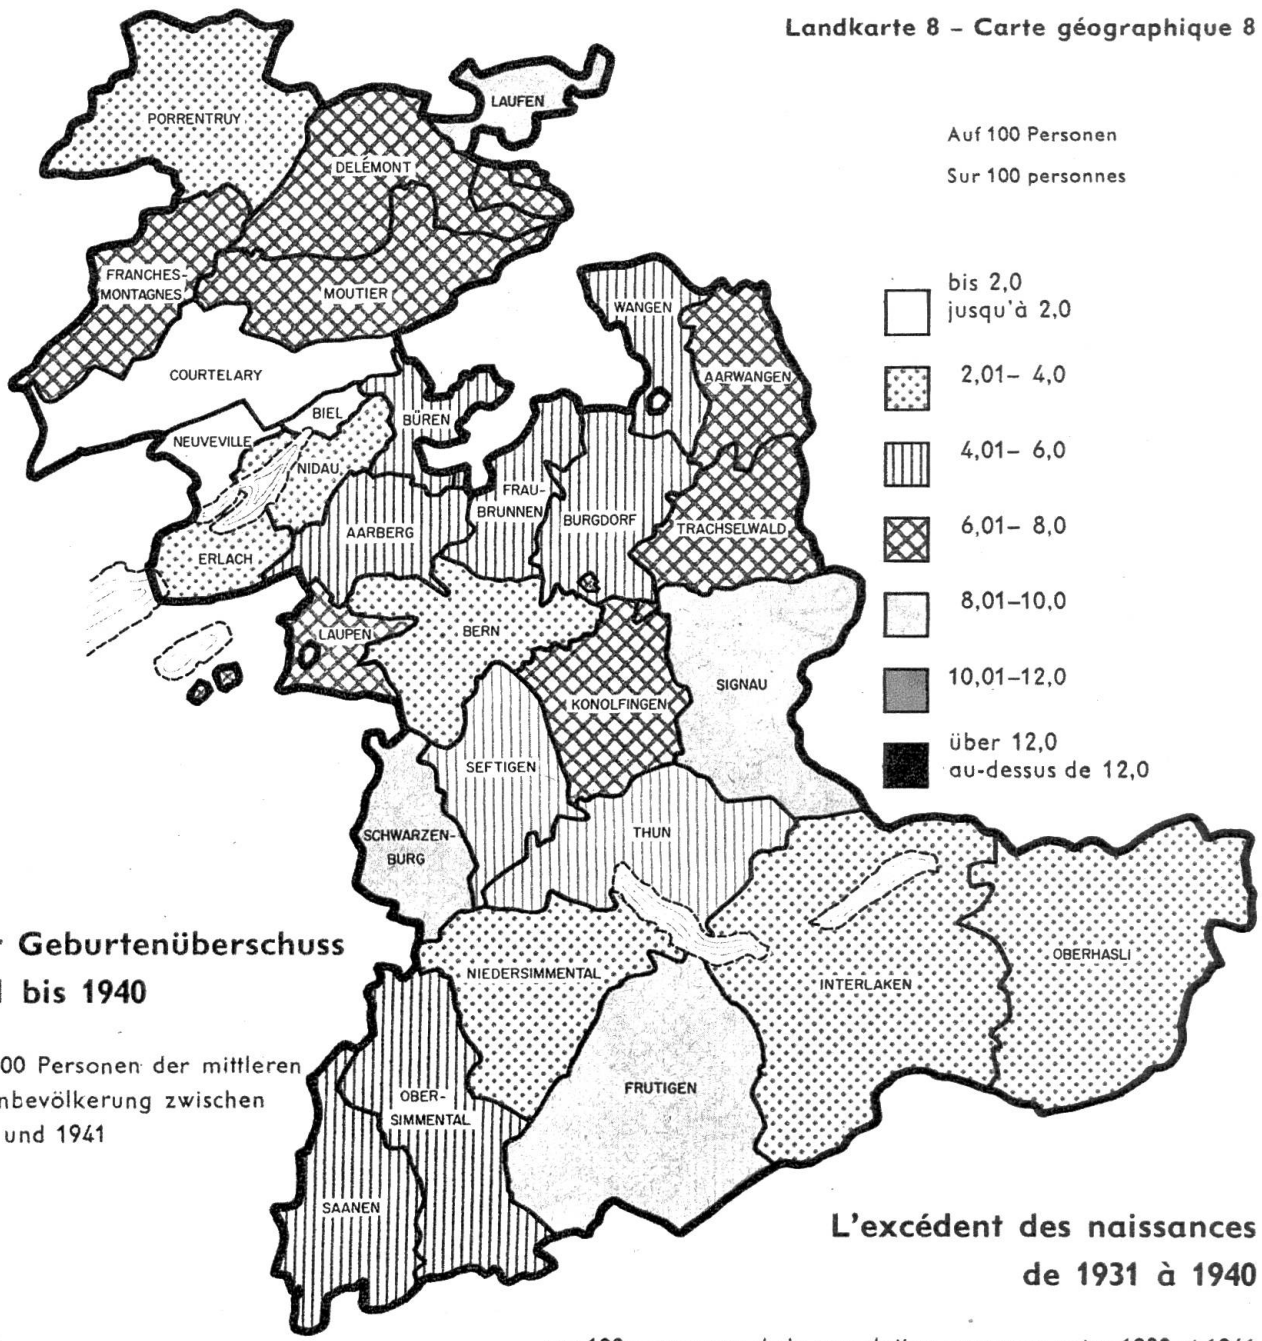 Landkarte 8 – Carte géographique 8
Auf 100 Personen
Sur 100 personnes
bis 2,0
jusqu'à 2,0
2,01– 4,0
4,01– 6,0
6,01– 8,0
8,01–10,0
10,01–12,0
über 12,0
au-dessus de 12,0
LAUFEN
PORRENTRUY
DELÉMONT
FRANCHES-
MONTAGNES
MOUTIER
WANGEN
COURTELARY
AARWANGEN
BIEL
BÜREN
NEUVEVILLE
NIDAU
FRAU-
BRUNNEN
BURGDORF
TRACHSELWALD
AARBERG
ERLACH
LAUPEN
BERN
SIGNAU
KONOLFINGEN
SEFTIGEN
THUN
SCHWARZEN-
BURG
NIEDERSIMMENTAL
INTERLAKEN
OBERHASLI
FRUTIGEN
OBER-
SIMMENTAL
SAANEN
Geburtenüberschuss
bis 1940
00 Personen der mittleren
nbevölkerung zwischen
und 1941
L'excédent des naissances
de 1931 à 1940